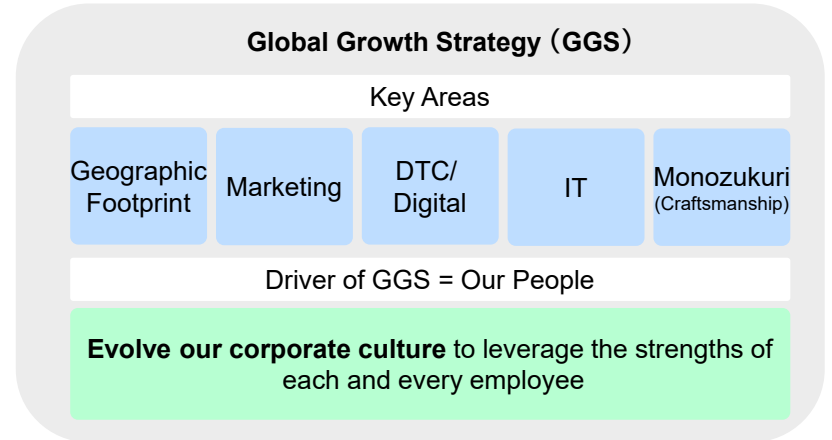 Global Growth Strategy（GGS）
Key Areas
Geographic
Footprint
Marketing
DTC/
Digital
IT
Monozukuri
(Craftsmanship)
Driver of GGS = Our People
Evolve our corporate culture to leverage the strengths of
each and every employee